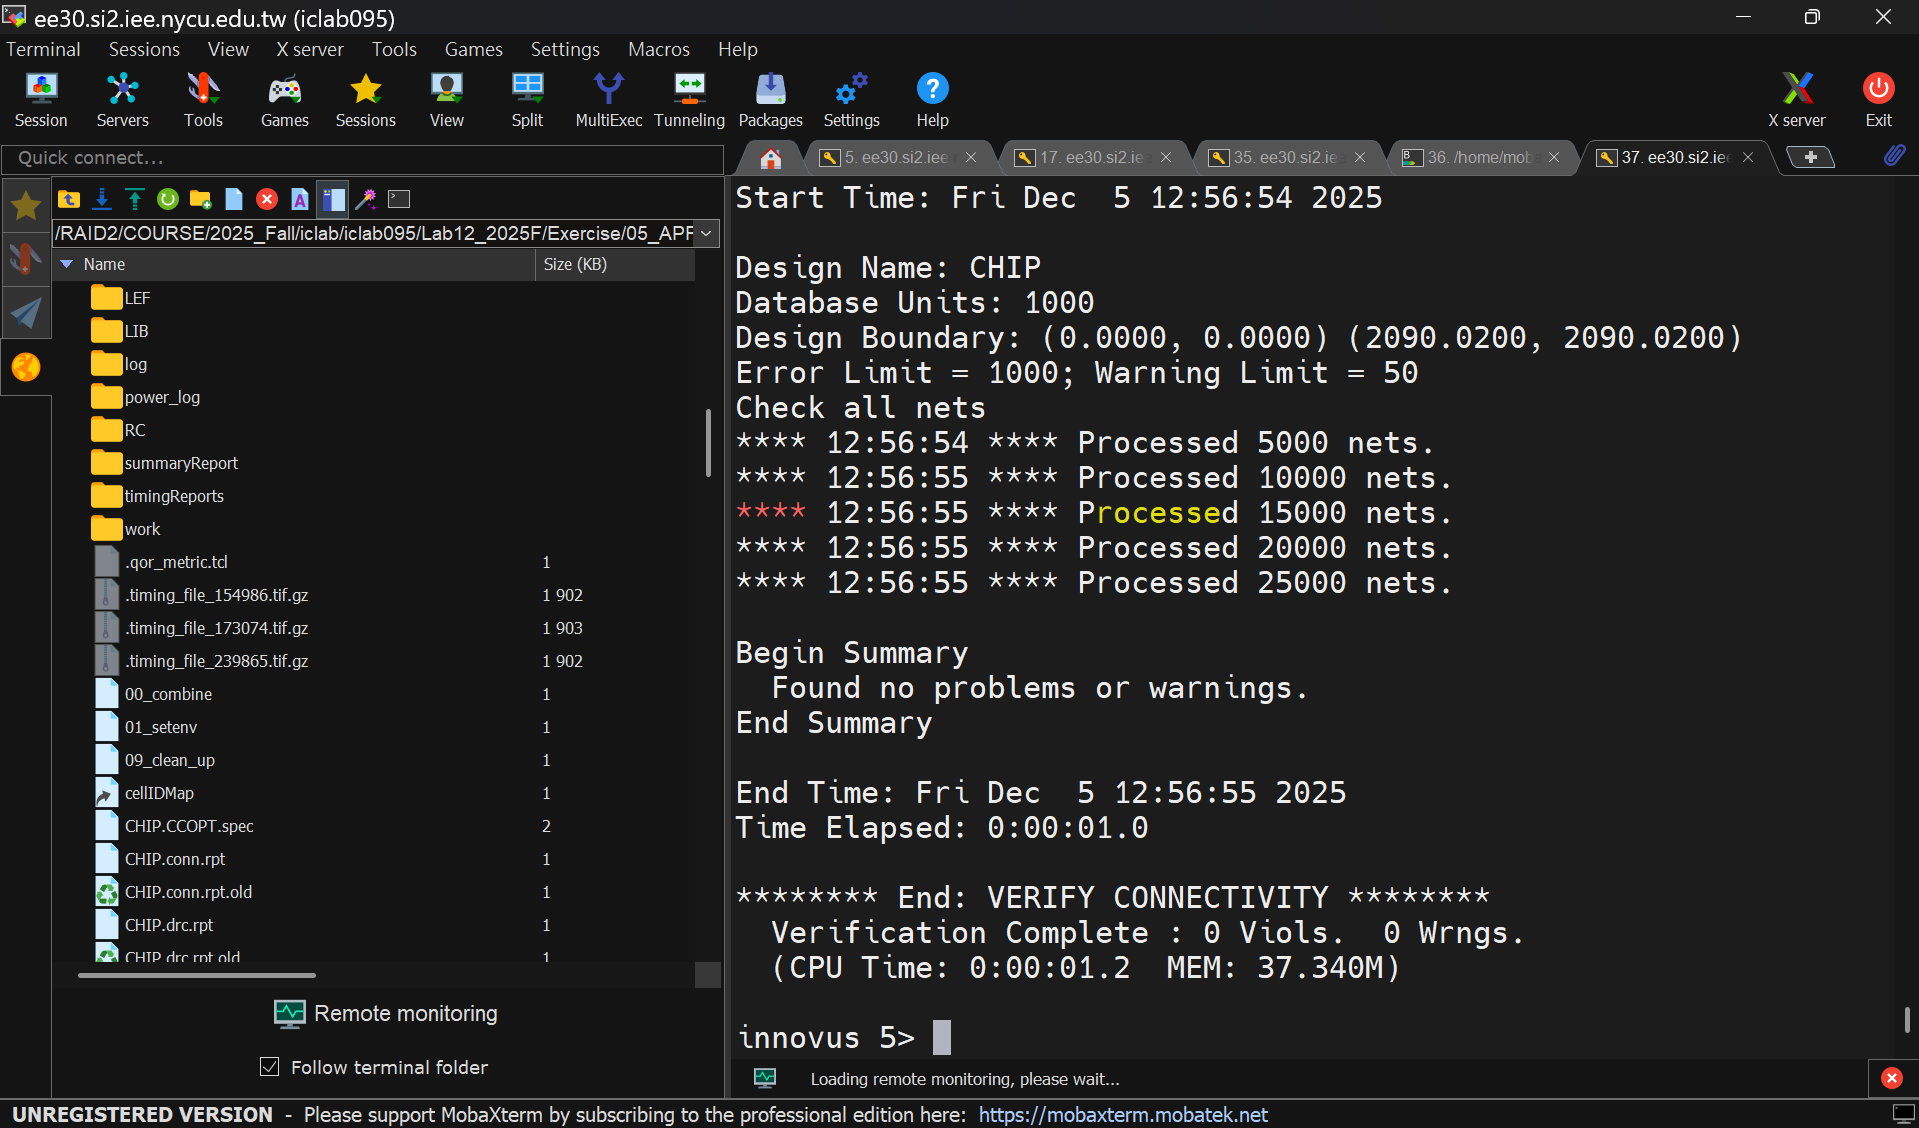 ee30.si2.iee.nycu.edu.tw (iclab095)
Terminal Sessions View X server Tools Games Settings Macros Help
Session Servers Tools Games Sessions View Split MultiExec Tunneling Packages Settings Help X server Exit
Quick connect...
5. ee30.si2.iee 17. ee30.si2.ie 35. ee30.si2.ie 36. /home/mob 37. ee30.si2.ie
/RAID2/COURSE/2025_Fall/iclab/iclab095/Lab12_2025F/Exercise/05_APR
Name Size (KB)
LEF
LIB
log
power_log
RC
summaryReport
timingReports
work
.qor_metric.tcl 1
.timing_file_154986.tif.gz 1 902
.timing_file_173074.tif.gz 1 903
.timing_file_239865.tif.gz 1 902
00_combine 1
01_setenv 1
09_clean_up 1
cellIDMap 1
CHIP.CCOPT.spec 2
CHIP.conn.rpt 1
CHIP.conn.rpt.old 1
CHIP.drc.rpt 1
CHIP.drc.rpt.old 1
Remote monitoring
Follow terminal folder
Start Time: Fri Dec  5 12:56:54 2025
Design Name: CHIP
Database Units: 1000
Design Boundary: (0.0000, 0.0000) (2090.0200, 2090.0200)
Error Limit = 1000; Warning Limit = 50
Check all nets
**** 12:56:54 **** Processed 5000 nets.
**** 12:56:55 **** Processed 10000 nets.
**** 12:56:55 **** Processed 15000 nets.
**** 12:56:55 **** Processed 20000 nets.
**** 12:56:55 **** Processed 25000 nets.
Begin Summary
  Found no problems or warnings.
End Summary
End Time: Fri Dec  5 12:56:55 2025
Time Elapsed: 0:00:01.0
******** End: VERIFY CONNECTIVITY ********
  Verification Complete : 0 Viols.  0 Wrngs.
  (CPU Time: 0:00:01.2  MEM: 37.340M)
innovus 5>
Loading remote monitoring, please wait...
UNREGISTERED VERSION - Please support MobaXterm by subscribing to the professional edition here: https://mobaxterm.mobatek.net